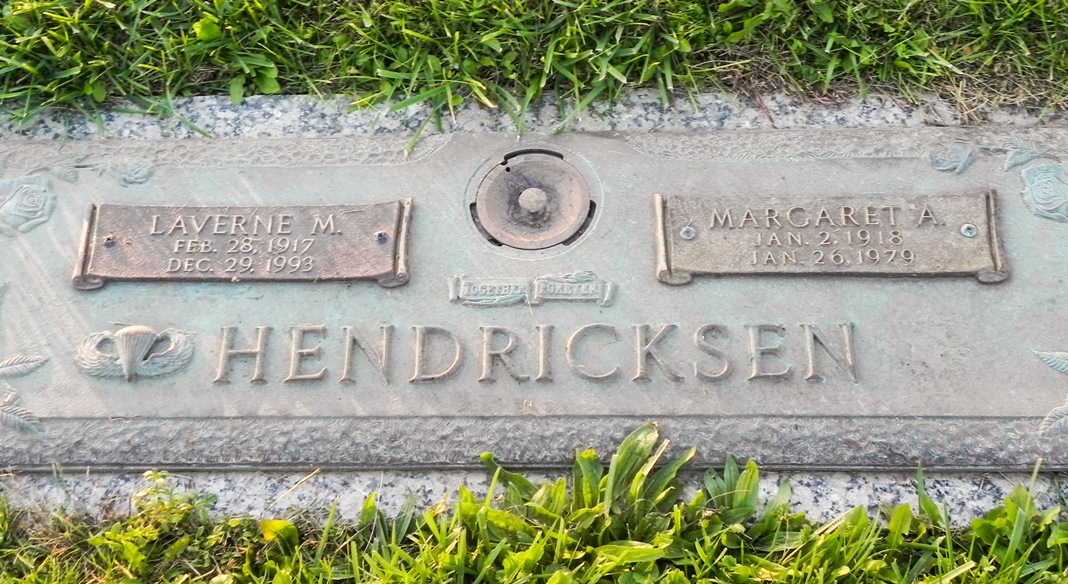 LAVERNE M.
FEB. 28, 1917
DEC. 29, 1993
MARGARET A.
JAN. 2, 1918
JAN. 26, 1979
TOGETHER FOREVER
HENDRICKSEN